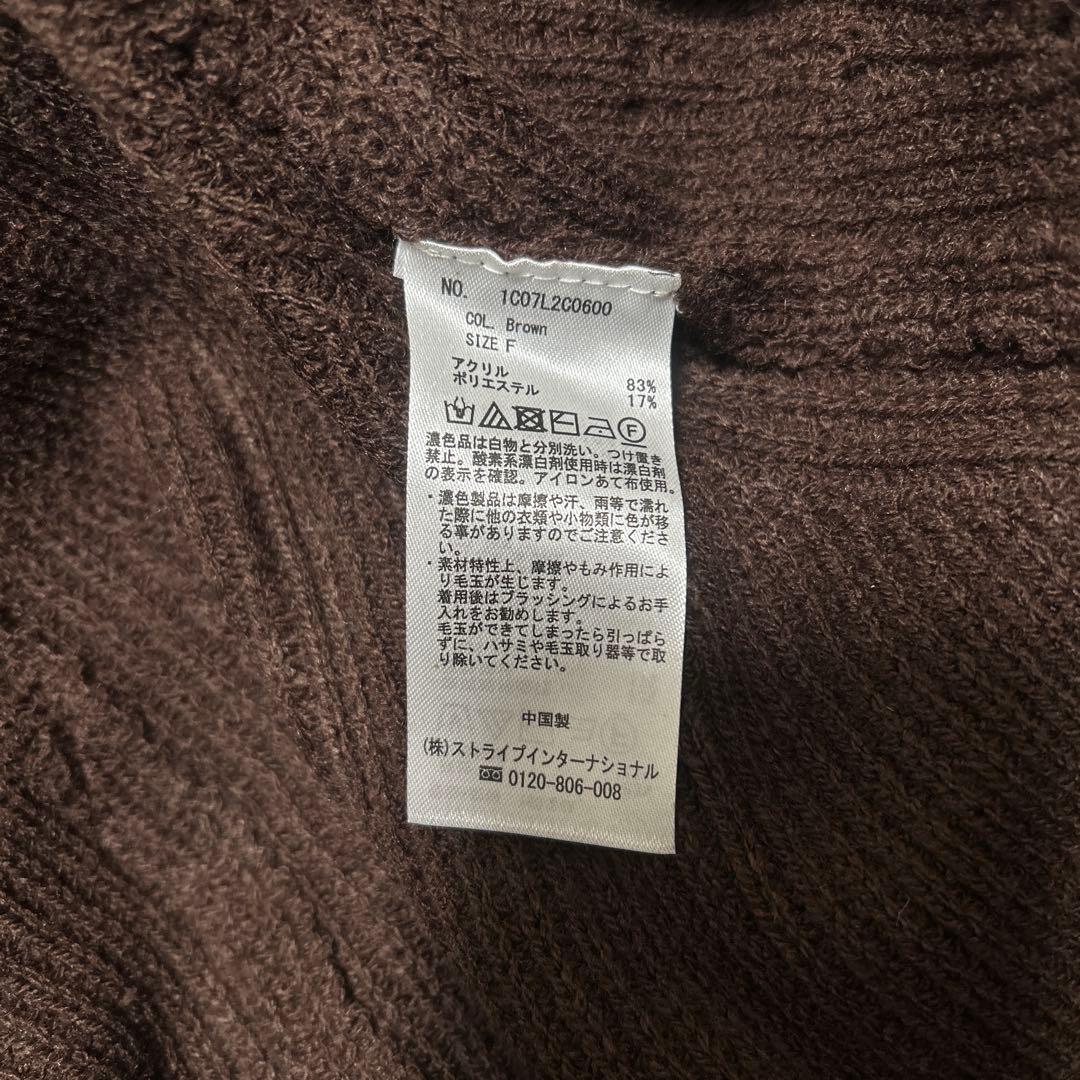 NO. 1C07L2C0600
COL. Brown
SIZE F
アクリル 83%
ポリエステル 17%
F
濃色品は白物と分別洗い。つけ置き
禁止。酸素系漂白剤使用時は漂白剤
の表示を確認。アイロンあて布使用。
・濃色製品は摩擦や汗、雨等で濡れ
た際に他の衣類や小物類に色が移
る事がありますのでご注意くださ
い。
・素材特性上、摩擦やもみ作用によ
り毛玉が生じます。
着用後はブラッシングによるお手
入れをお勧めします。
毛玉ができてしまったら引っぱら
ずに、ハサミや毛玉取り器等で取
り除いてください。
中国製
(株)ストライプインターナショナル
0120-806-008